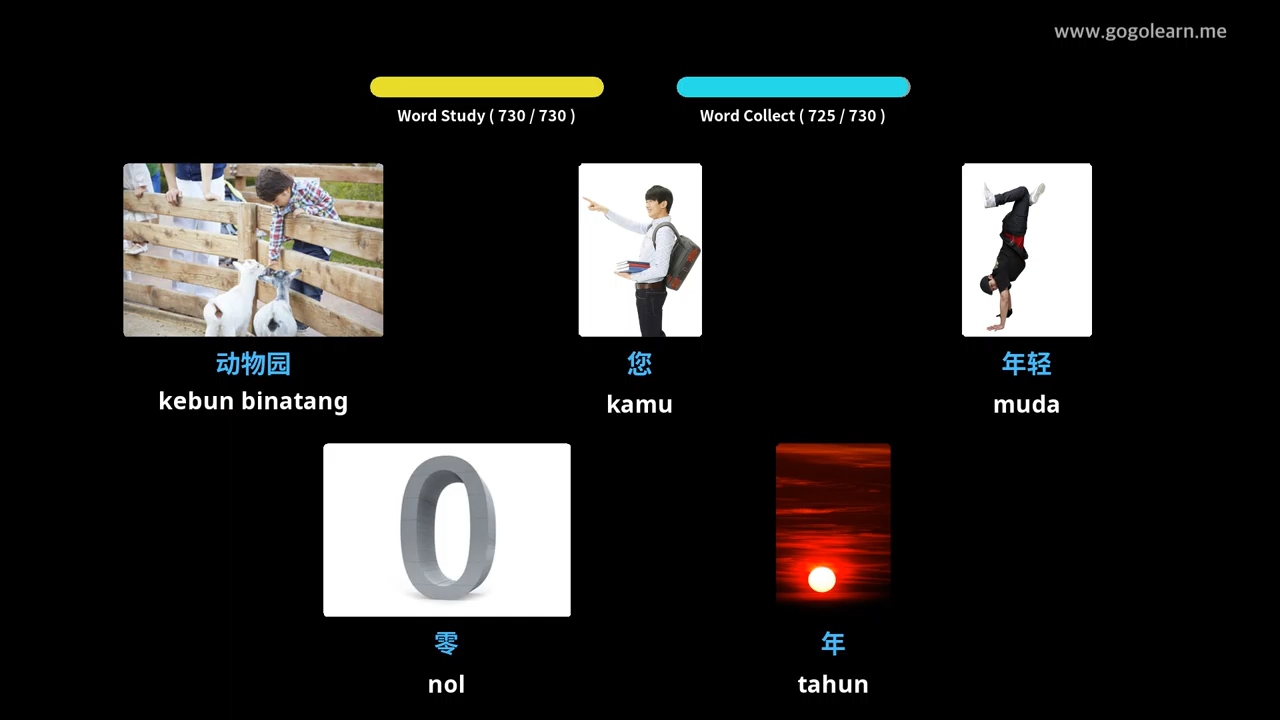 www.gogolearn.me
Word Study ( 730 / 730 )
Word Collect ( 725 / 730 )
动物园
kebun binatang
您
kamu
年轻
muda
零
nol
年
tahun